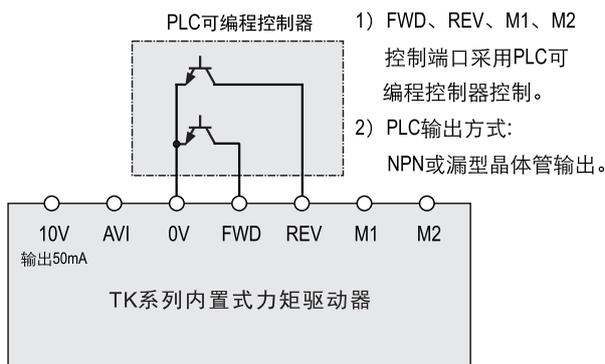 PLC可编程控制器
1）FWD、REV、M1、M2
控制端口采用PLC可
编程控制器控制。
2）PLC输出方式:
NPN或漏型晶体管输出。
10V AVI 0V FWD REV M1 M2
输出50mA
TK系列内置式力矩驱动器